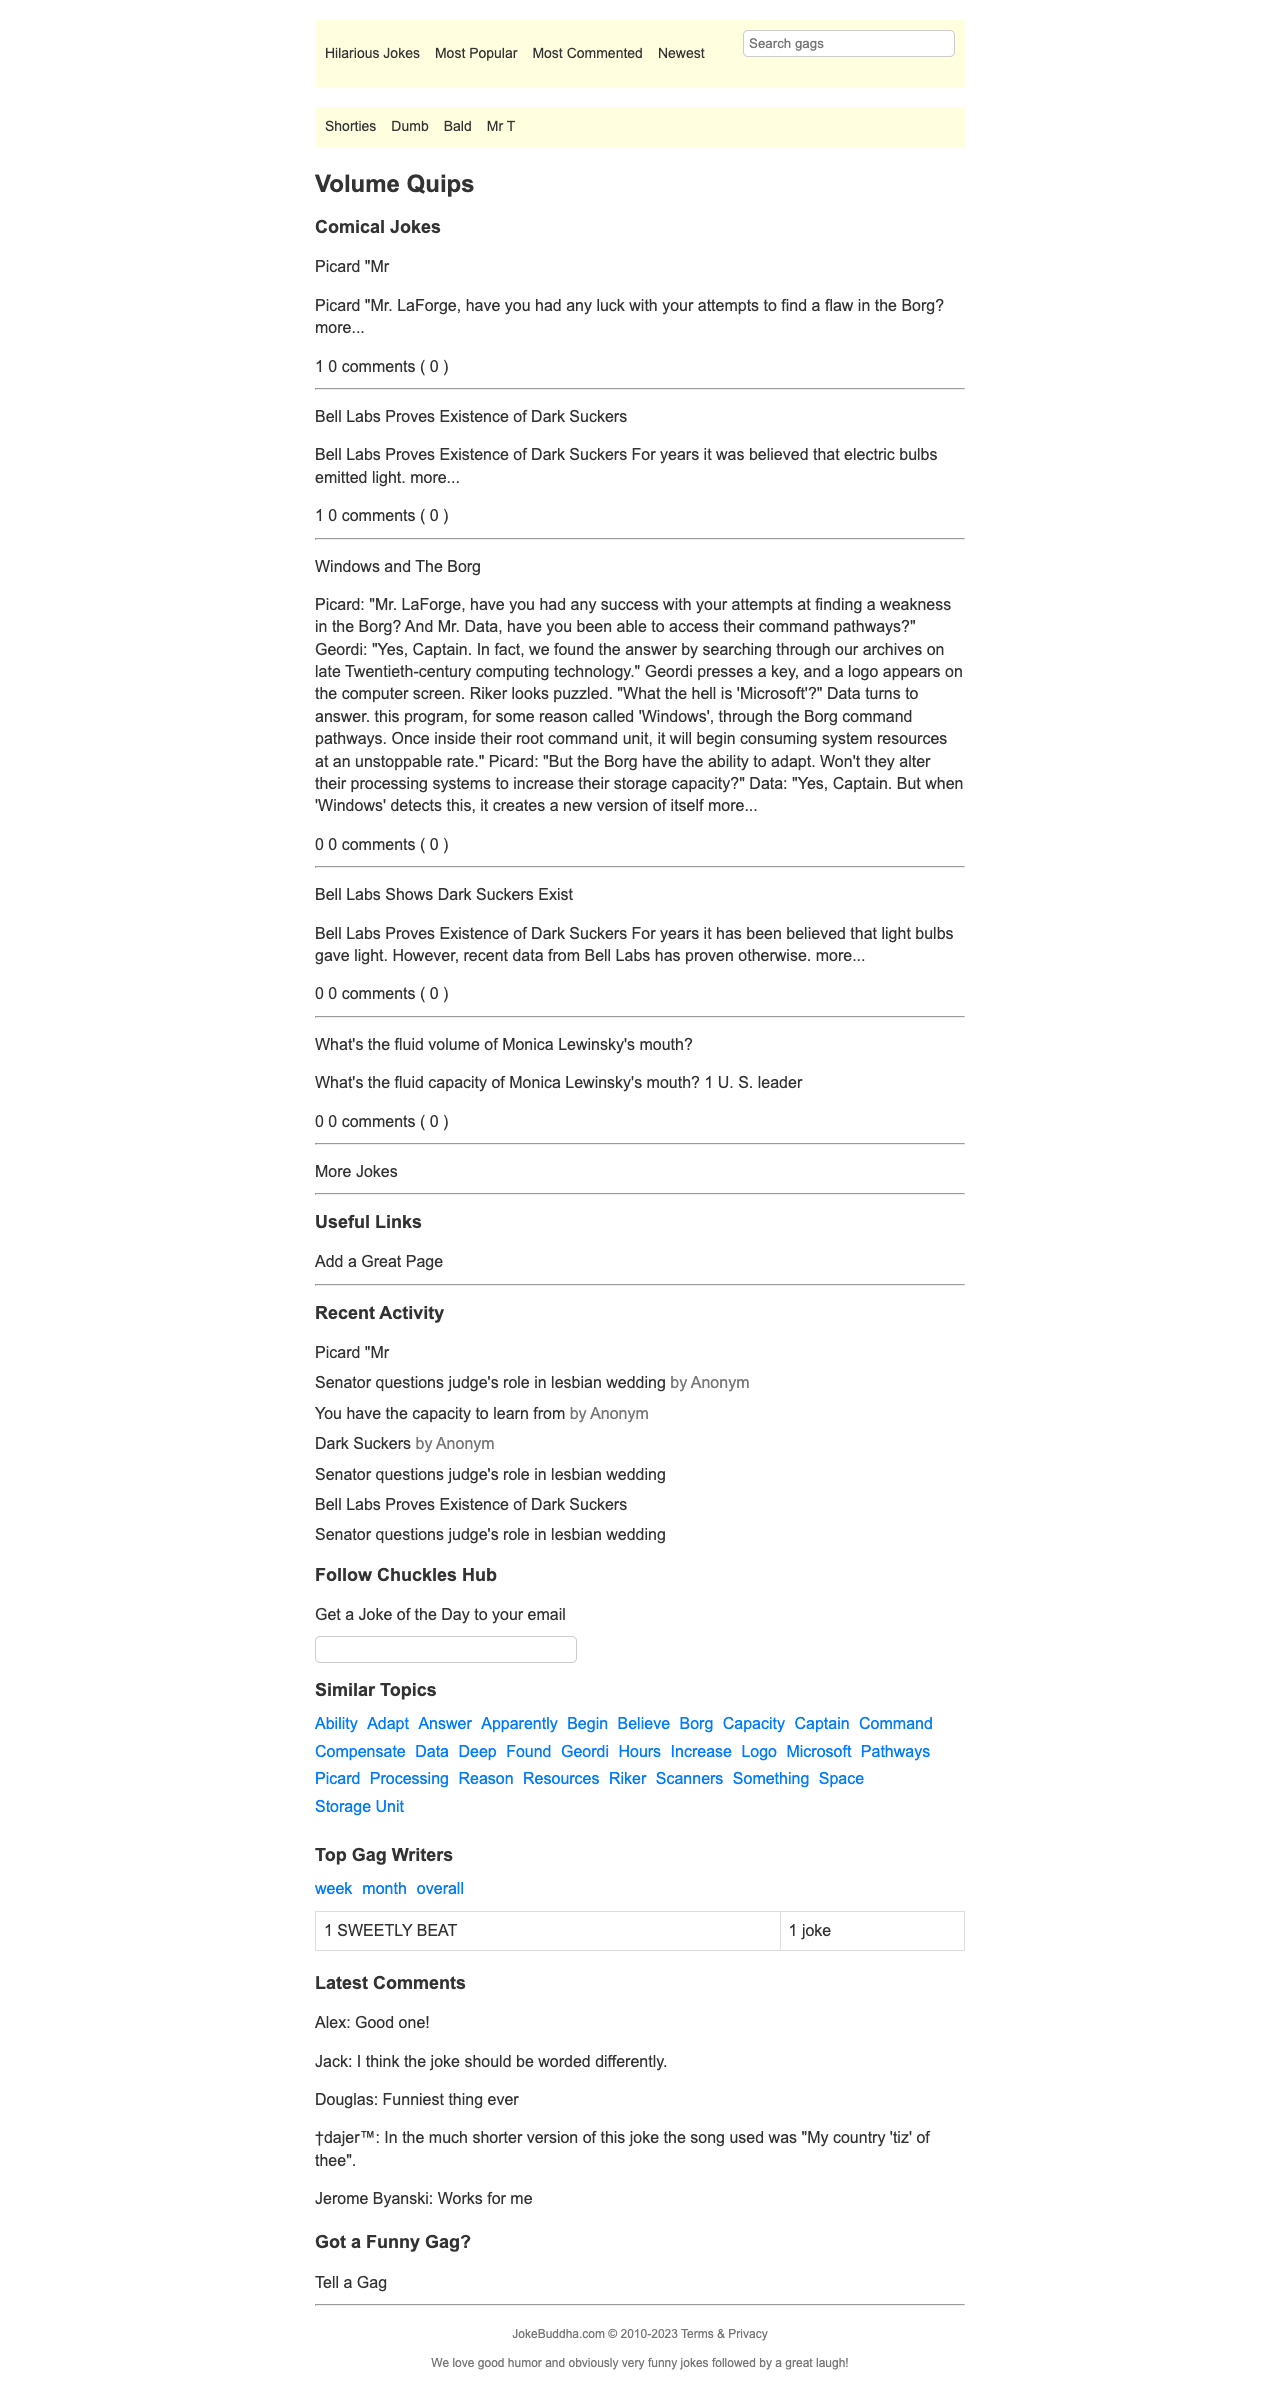 Hilarious Jokes Most Popular Most Commented Newest Search gags
Shorties Dumb Bald Mr T
Volume Quips
Comical Jokes
Picard "Mr
Picard "Mr. LaForge, have you had any luck with your attempts to find a flaw in the Borg?
more...
1 0 comments ( 0 )
Bell Labs Proves Existence of Dark Suckers
Bell Labs Proves Existence of Dark Suckers For years it was believed that electric bulbs
emitted light. more...
1 0 comments ( 0 )
Windows and The Borg
Picard: "Mr. LaForge, have you had any success with your attempts at finding a weakness
in the Borg? And Mr. Data, have you been able to access their command pathways?"
Geordi: "Yes, Captain. In fact, we found the answer by searching through our archives on
late Twentieth-century computing technology." Geordi presses a key, and a logo appears on
the computer screen. Riker looks puzzled. "What the hell is 'Microsoft'?" Data turns to
answer. this program, for some reason called 'Windows', through the Borg command
pathways. Once inside their root command unit, it will begin consuming system resources
at an unstoppable rate." Picard: "But the Borg have the ability to adapt. Won't they alter
their processing systems to increase their storage capacity?" Data: "Yes, Captain. But when
'Windows' detects this, it creates a new version of itself more...
0 0 comments ( 0 )
Bell Labs Shows Dark Suckers Exist
Bell Labs Proves Existence of Dark Suckers For years it has been believed that light bulbs
gave light. However, recent data from Bell Labs has proven otherwise. more...
0 0 comments ( 0 )
What's the fluid volume of Monica Lewinsky's mouth?
What's the fluid capacity of Monica Lewinsky's mouth? 1 U. S. leader
0 0 comments ( 0 )
More Jokes
Useful Links
Add a Great Page
Recent Activity
Picard "Mr
Senator questions judge's role in lesbian wedding by Anonym
You have the capacity to learn from by Anonym
Dark Suckers by Anonym
Senator questions judge's role in lesbian wedding
Bell Labs Proves Existence of Dark Suckers
Senator questions judge's role in lesbian wedding
Follow Chuckles Hub
Get a Joke of the Day to your email
Similar Topics
Ability Adapt Answer Apparently Begin Believe Borg Capacity Captain Command
Compensate Data Deep Found Geordi Hours Increase Logo Microsoft Pathways
Picard Processing Reason Resources Riker Scanners Something Space
Storage Unit
Top Gag Writers
week month overall
1 SWEETLY BEAT 1 joke
Latest Comments
Alex: Good one!
Jack: I think the joke should be worded differently.
Douglas: Funniest thing ever
†dajer™: In the much shorter version of this joke the song used was "My country 'tiz' of
thee".
Jerome Byanski: Works for me
Got a Funny Gag?
Tell a Gag
JokeBuddha.com © 2010-2023 Terms & Privacy
We love good humor and obviously very funny jokes followed by a great laugh!